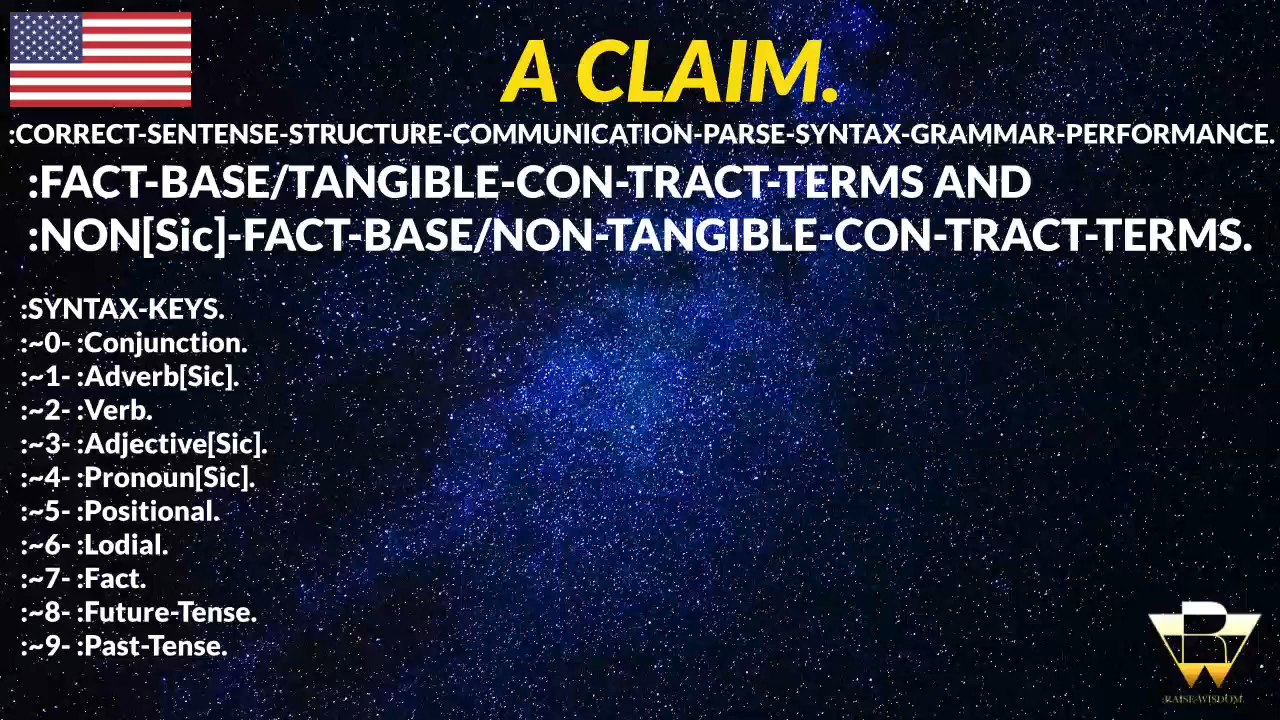 A CLAIM.
:CORRECT-SENTENSE-STRUCTURE-COMMUNICATION-PARSE-SYNTAX-GRAMMAR-PERFORMANCE.
:FACT-BASE/TANGIBLE-CON-TRACT-TERMS AND
:NON[Sic]-FACT-BASE/NON-TANGIBLE-CON-TRACT-TERMS.
:SYNTAX-KEYS.
:~0- :Conjunction.
:~1- :Adverb[Sic].
:~2- :Verb.
:~3- :Adjective[Sic].
:~4- :Pronoun[Sic].
:~5- :Positional.
:~6- :Lodial.
:~7- :Fact.
:~8- :Future-Tense.
:~9- :Past-Tense.
R W
:RAISE-WISDOM.